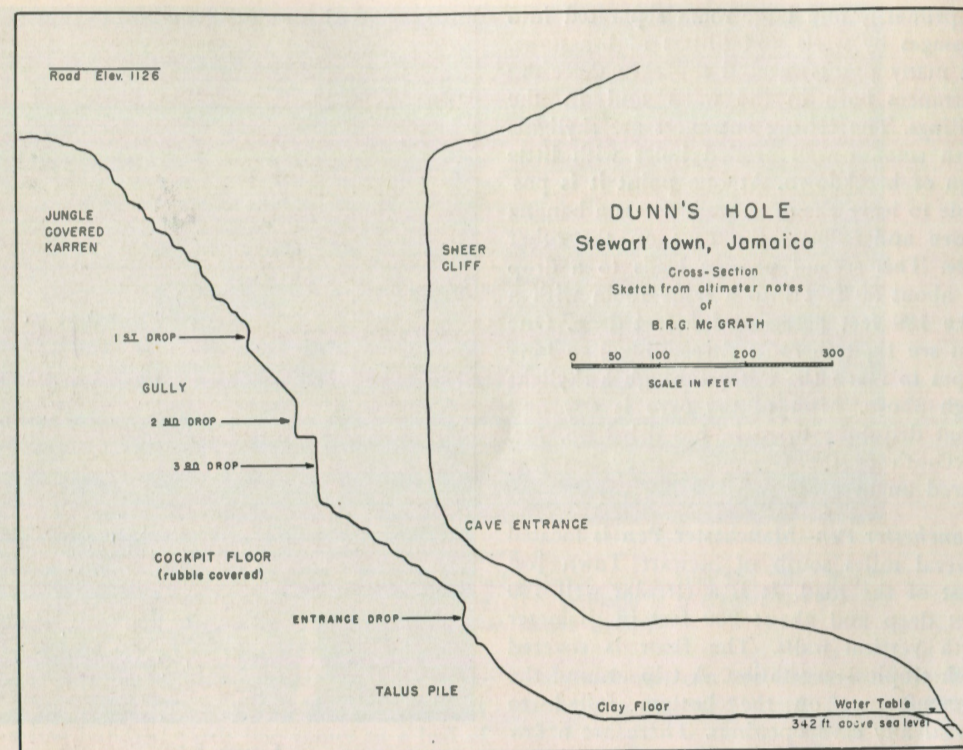 Road Elev. 1126
JUNGLE
COVERED
KARREN
SHEER
CLIFF
DUNN'S HOLE
Stewart town, Jamaica
Cross-Section
Sketch from altimeter notes
of
B.R.G. Mc GRATH
0 50 100 200 300
SCALE IN FEET
1 ST. DROP
GULLY
2 ND. DROP
3 RD. DROP
CAVE ENTRANCE
COCKPIT FLOOR
(rubble covered)
ENTRANCE DROP
TALUS PILE
Clay Floor
Water Table
342 ft. above sea level